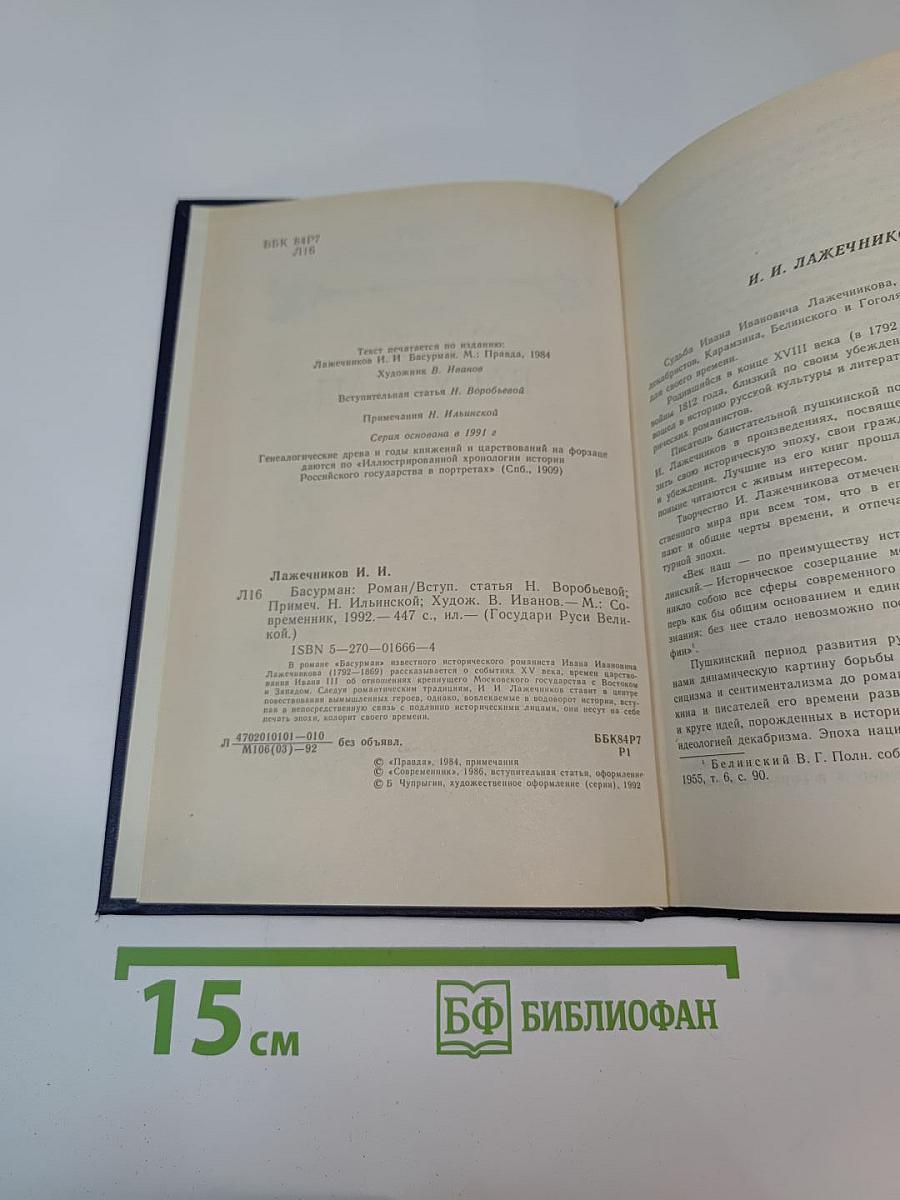 ББК 84Р7
Л16
Текст печатается по изданию:
Лажечников И. И Басурман. М.: Правда, 1984
Художник В. Иванов
Вступительная статья Н. Воробьевой
Примечания Н. Ильинской
Серия основана в 1991 г
Генеалогические древа и годы княжений и царствований на форзаце
даются по «Иллюстрированной хронологии истории
Российского государства в портретах» (Спб., 1909)
Лажечников И. И.
Л16 Басурман: Роман/Вступ. статья Н. Воробьевой;
Примеч. Н. Ильинской; Худож. В. Иванов.— М.: Со-
временник, 1992.— 447 с., ил.— (Государи Руси Вели-
кой.)
ISBN 5—270—01666—4
В романе «Басурман» известного исторического романиста Ивана Ивановича
Лажечникова (1792—1869) рассказывается о событиях XV века, времен царство-
вания Ивана III об отношениях крепнущего Московского государства с Востоком
и Западом. Следуя романтическим традициям, И И Лажечников ставит в центре
повествования вымышленных героев, однако, вовлекаемые в водоворот истории, всту-
пая в непосредственную связь с подлинно историческими лицами, они несут на себе
печать эпохи, колорит своего времени.
Л 4702010101—010
М106(03)—92 без объявл.
ББК84Р7
Р1
© «Правда», 1984, примечания
© «Современник», 1986, вступительная статья, оформление
© Б Чупрыгин, художественное оформление (серии), 1992
И. И. ЛАЖЕЧНИКО
Судьба Ивана Ивановича Лажечникова,
декабристов, Карамзина, Белинского и Гоголя
для своего времени.
Родившийся в конце XVIII века (в 1792
войны 1812 года, близкий по своим убежден
вошел в историю русской культуры и литерат
рических романистов.
Писатель блистательной пушкинской по
И. Лажечников в произведениях, посвяще
зить свою историческую эпоху, свои гражд
и убеждения. Лучшие из его книг прошл
поныне читаются с живым интересом.
Творчество И. Лажечникова отмечен
ственного мира при всем том, что в ег
вают и общие черты времени, и отпеча
турной эпохи.
«Век наш — по преимуществу ист
линский.— Историческое созерцание мо
никло собою все сферы современного
перь как бы общим основанием и един
знания: без нее стало невозможно пос
фии»¹.
Пушкинский период развития ру
нами динамическую картину борьбы
сицизма и сентиментализма до роман
кина и писателей его времени разв
и круге идей, порожденных в истори
идеологией декабризма. Эпоха наци
¹ Белинский В. Г. Полн. соб
1955, т. 6, с. 90.
15 см
БФ БИБЛИОФАН